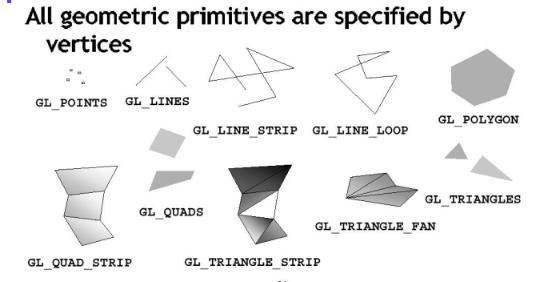 All geometric primitives are specified by
vertices
GL_POINTS
GL_LINES
GL_LINE_STRIP
GL_LINE_LOOP
GL_POLYGON
GL_QUADS
GL_TRIANGLES
GL_TRIANGLE_FAN
GL_QUAD_STRIP
GL_TRIANGLE_STRIP